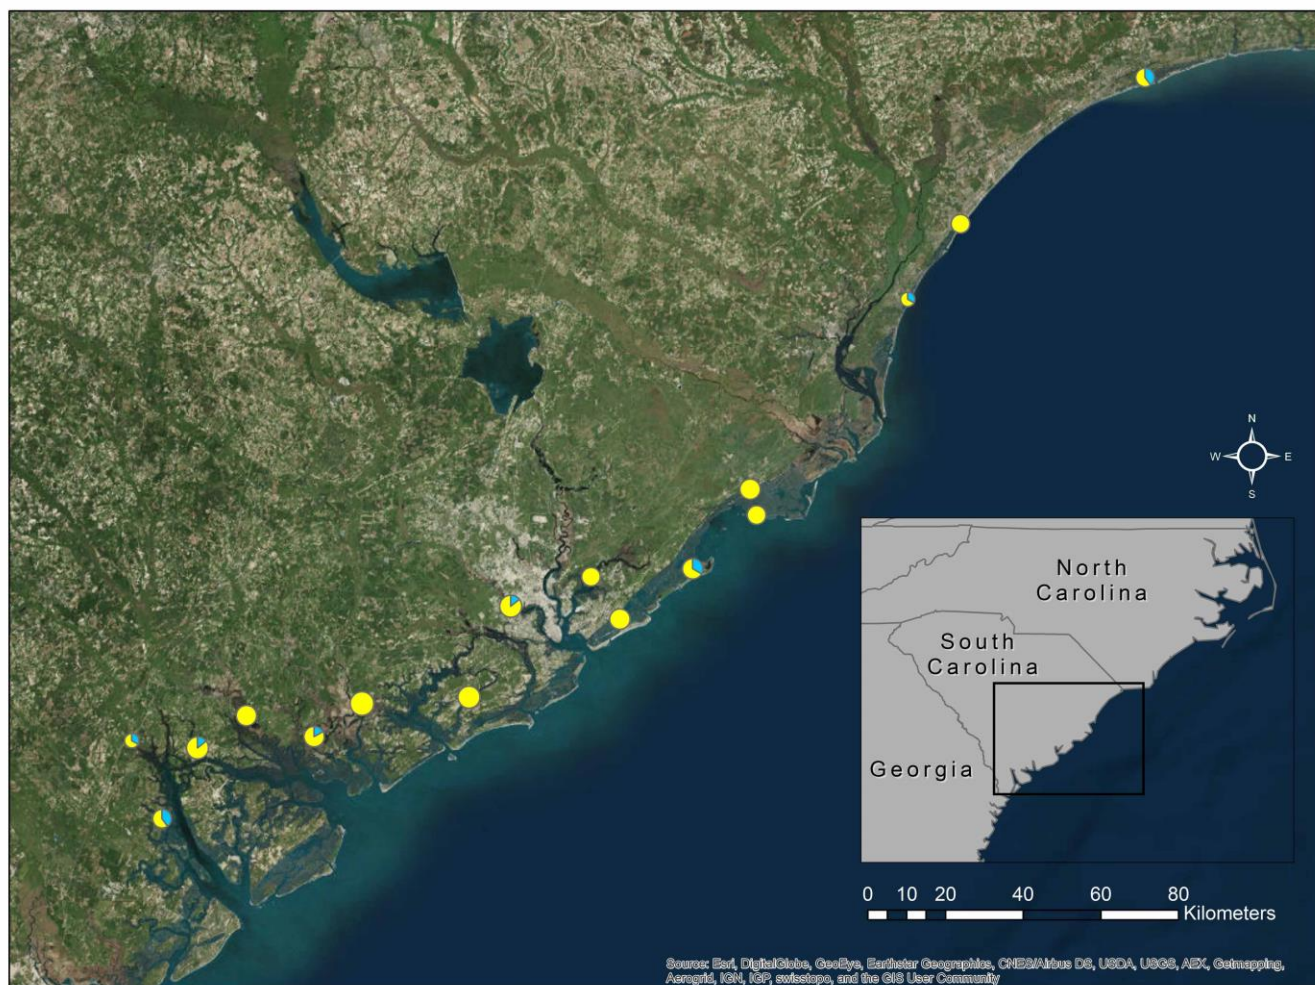 N
W E
S
North
Carolina
South
Carolina
Georgia
0 10 20 40 60 80
Kilometers
Source: Esri, DigitalGlobe, GeoEye, Earthstar Geographics, CNES/Airbus DS, USDA, USGS, AEX, Getmapping,
Aerogrid, IGN, IGP, swisstopo, and the GIS User Community